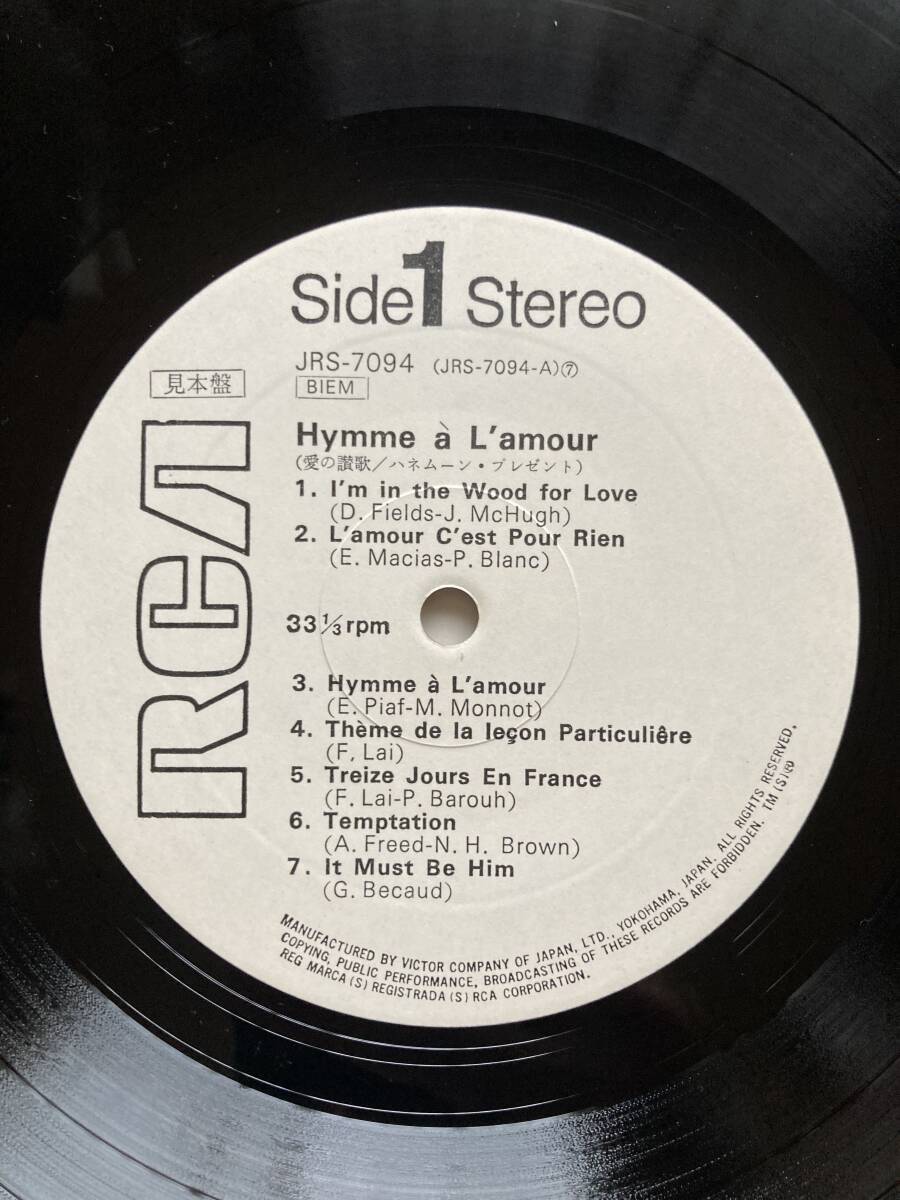 Side 1 Stereo
JRS-7094 (JRS-7094-A)⑦
見本盤
BIEM
RCA
Hymme à L'amour
(愛の讃歌/ハネムーン・プレゼント)
1. I'm in the Wood for Love
(D. Fields-J. McHugh)
2. L'amour C'est Pour Rien
(E. Macias-P. Blanc)
33 1/3 rpm
3. Hymme à L'amour
(E. Piaf-M. Monnot)
4. Thème de la leçon Particuliêre
(F. Lai)
5. Treize Jours En France
(F. Lai-P. Barouh)
6. Temptation
(A. Freed-N. H. Brown)
7. It Must Be Him
(G. Becaud)
MANUFACTURED BY VICTOR COMPANY OF JAPAN, LTD., YOKOHAMA, JAPAN. ALL RIGHTS RESERVED.
COPYING, PUBLIC PERFORMANCE, BROADCASTING OF THESE RECORDS ARE FORBIDDEN. TM(S)®
REG MARCA(S) REGISTRADA(S) RCA CORPORATION.